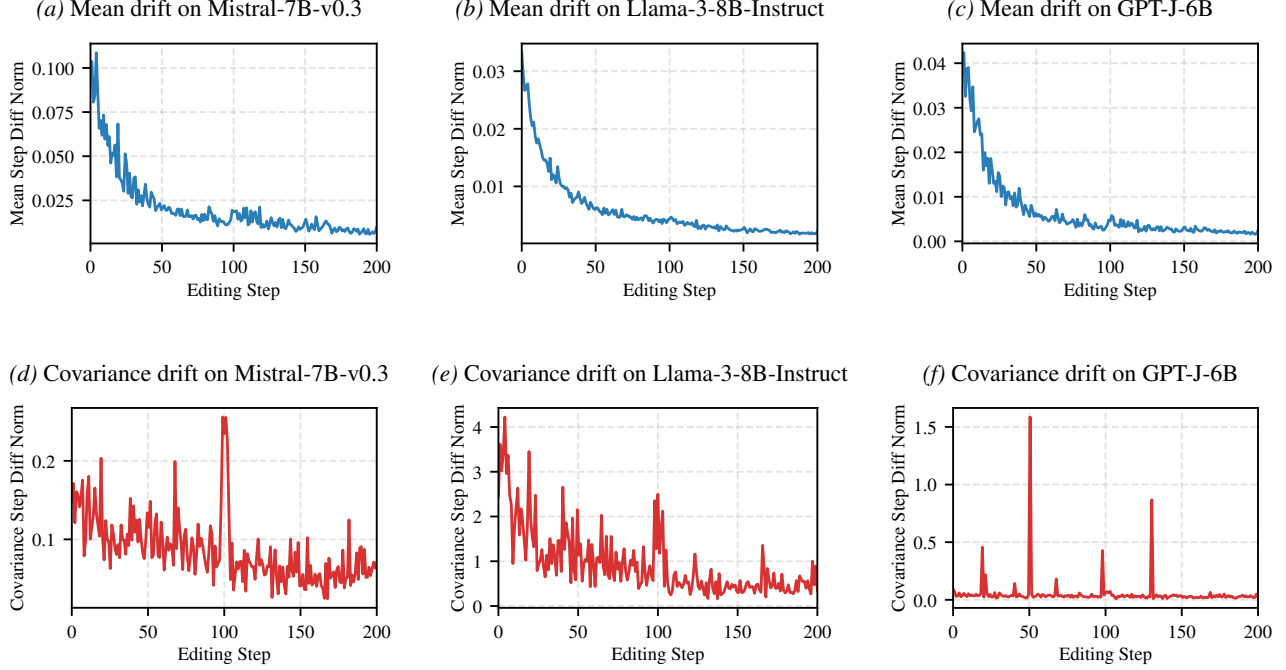 (a) Mean drift on Mistral-7B-v0.3
(b) Mean drift on Llama-3-8B-Instruct
(c) Mean drift on GPT-J-6B
Mean Step Diff Norm
0.100
0.075
0.050
0.025
0 50 100 150 200
Editing Step
Mean Step Diff Norm
0.03
0.02
0.01
0 50 100 150 200
Editing Step
Mean Step Diff Norm
0.04
0.03
0.02
0.01
0.00
0 50 100 150 200
Editing Step
(d) Covariance drift on Mistral-7B-v0.3
(e) Covariance drift on Llama-3-8B-Instruct
(f) Covariance drift on GPT-J-6B
Covariance Step Diff Norm
0.2
0.1
0 50 100 150 200
Editing Step
Covariance Step Diff Norm
4
3
2
1
0
0 50 100 150 200
Editing Step
Covariance Step Diff Norm
1.5
1.0
0.5
0.0
0 50 100 150 200
Editing Step